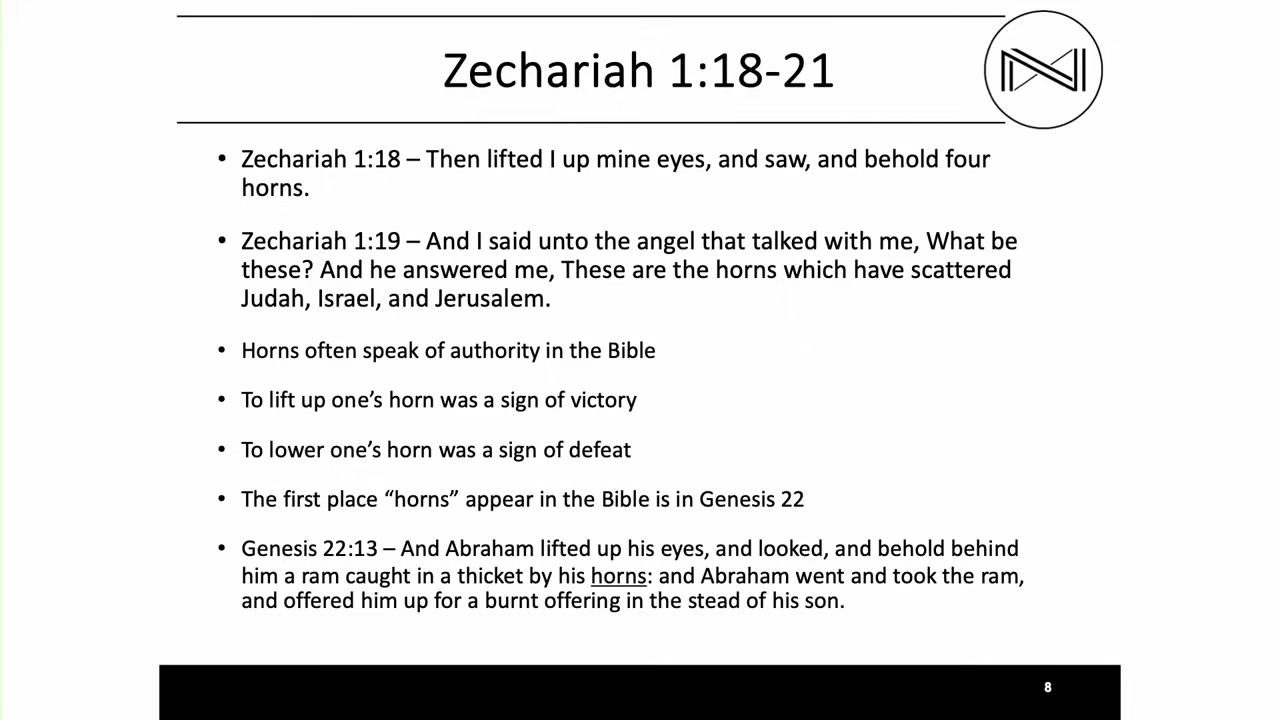 Zechariah 1:18-21
• Zechariah 1:18 – Then lifted I up mine eyes, and saw, and behold four
horns.
• Zechariah 1:19 – And I said unto the angel that talked with me, What be
these? And he answered me, These are the horns which have scattered
Judah, Israel, and Jerusalem.
• Horns often speak of authority in the Bible
• To lift up one’s horn was a sign of victory
• To lower one’s horn was a sign of defeat
• The first place “horns” appear in the Bible is in Genesis 22
• Genesis 22:13 – And Abraham lifted up his eyes, and looked, and behold behind
him a ram caught in a thicket by his horns: and Abraham went and took the ram,
and offered him up for a burnt offering in the stead of his son.
8